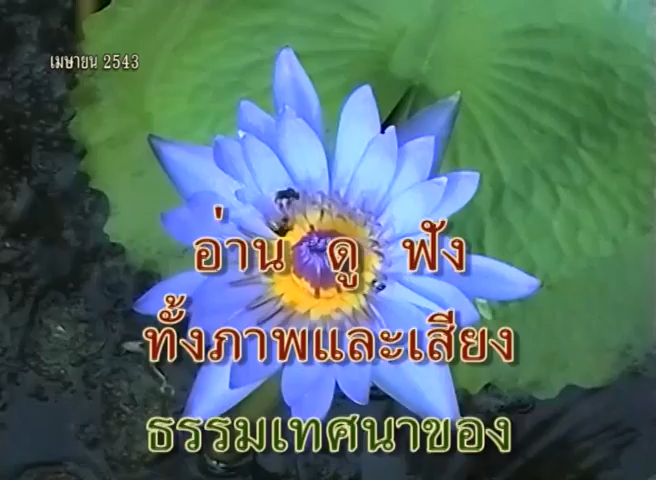 เมษายน 2543
อ่าน ดู ฟัง
ทั้งภาพและเสียง
ธรรมเทศนาของ